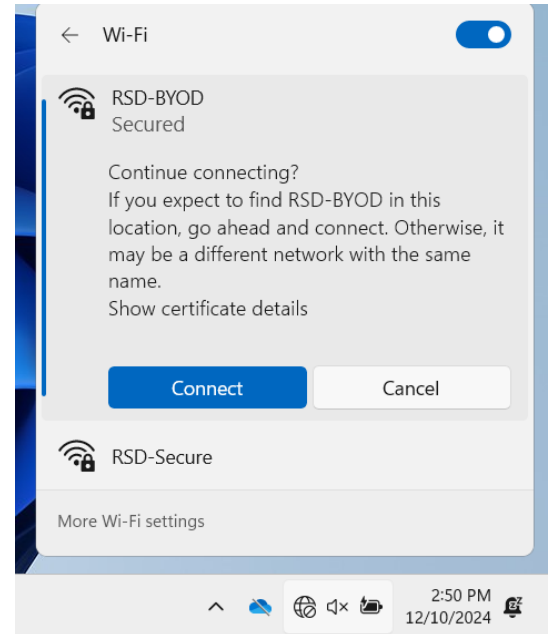 Wi-Fi
RSD-BYOD
Secured
Continue connecting?
If you expect to find RSD-BYOD in this
location, go ahead and connect. Otherwise, it
may be a different network with the same
name.
Show certificate details
Connect
Cancel
RSD-Secure
More Wi-Fi settings
2:50 PM
12/10/2024